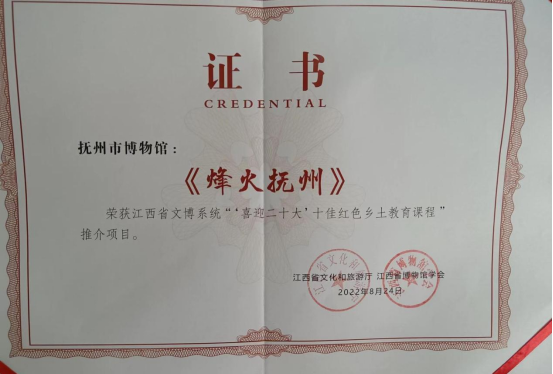 证 书
CREDENTIAL
抚州市博物馆：
《烽火抚州》
荣获江西省文博系统“‘喜迎二十大’十佳红色乡土教育课程”
推介项目。
江西省文化和旅游厅 江西省博物馆学会
2022年8月24日